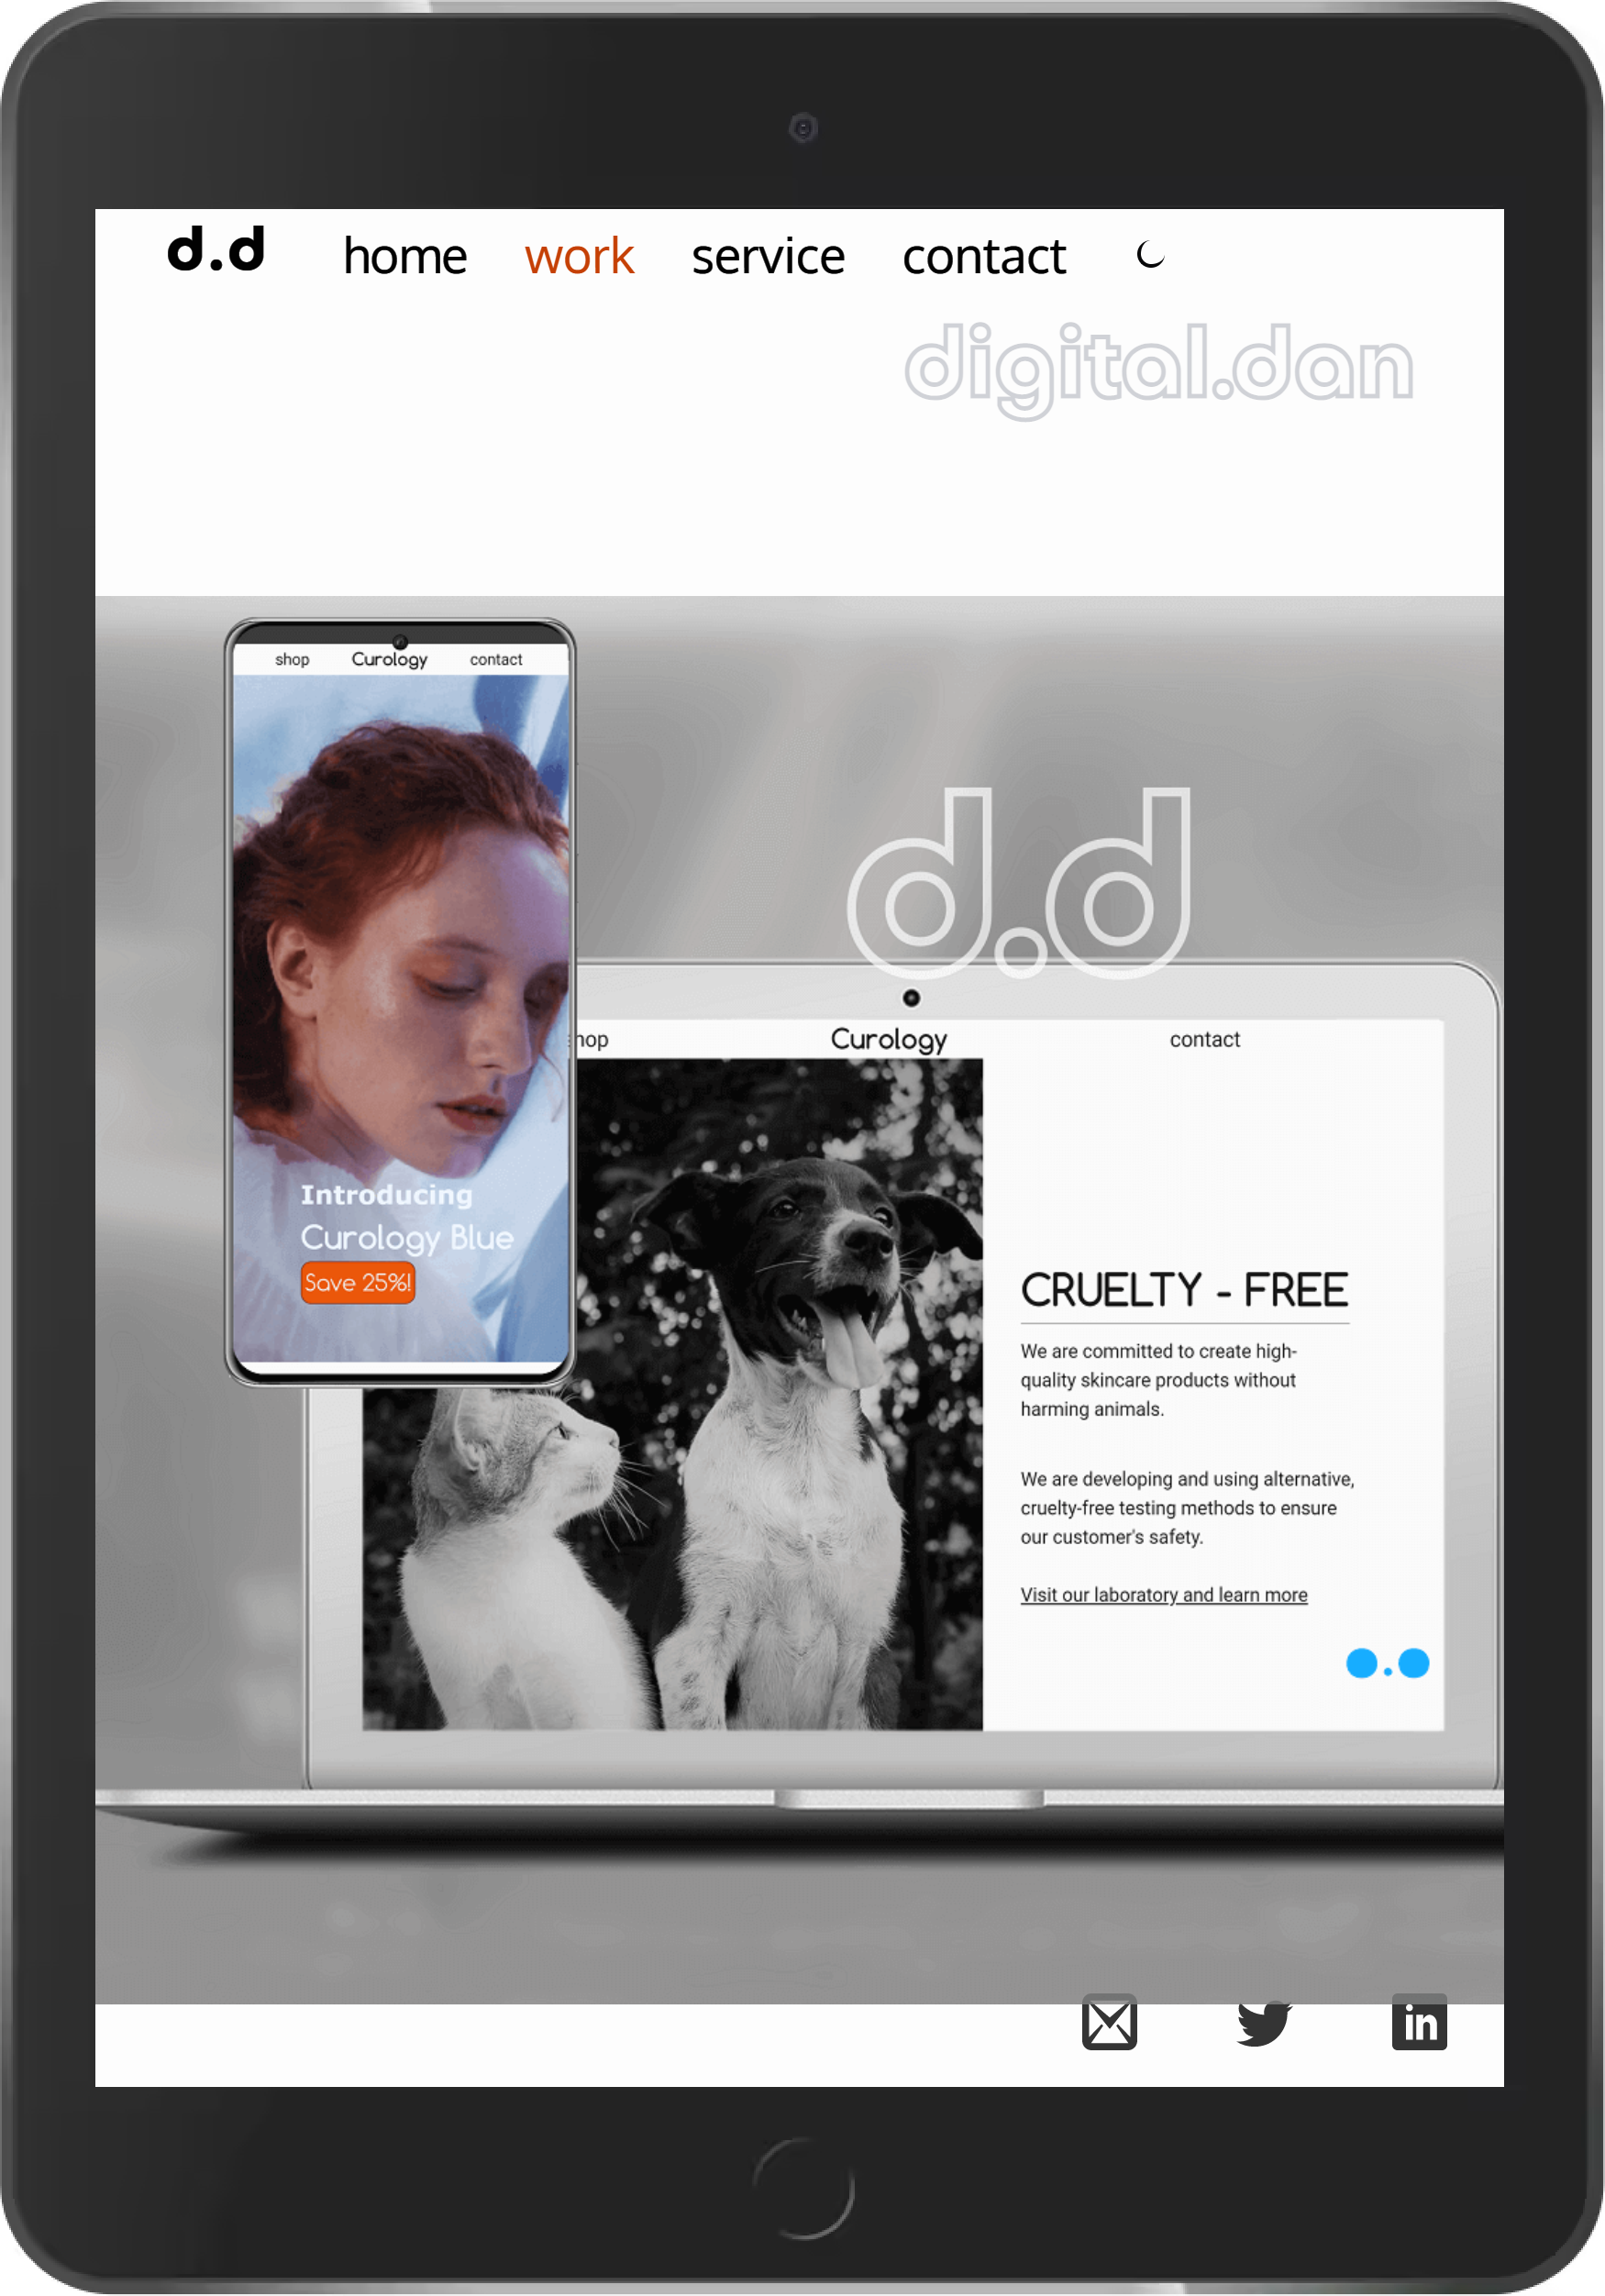 d.d home work service contact
digital.dan
shop Curology contact
Introducing
Curology Blue
Save 25%!
d.d
hop Curology contact
CRUELTY - FREE
We are committed to create high-
quality skincare products without
harming animals.
We are developing and using alternative,
cruelty-free testing methods to ensure
our customer's safety.
Visit our laboratory and learn more
in